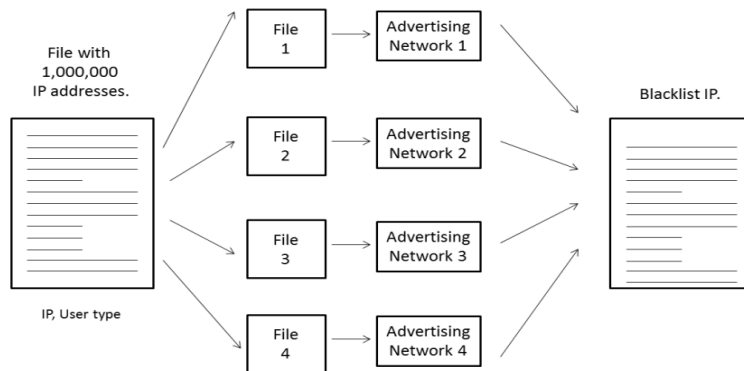 File with
1,000,000
IP addresses.
IP, User type
File
1
Advertising
Network 1
File
2
Advertising
Network 2
File
3
Advertising
Network 3
File
4
Advertising
Network 4
Blacklist IP.